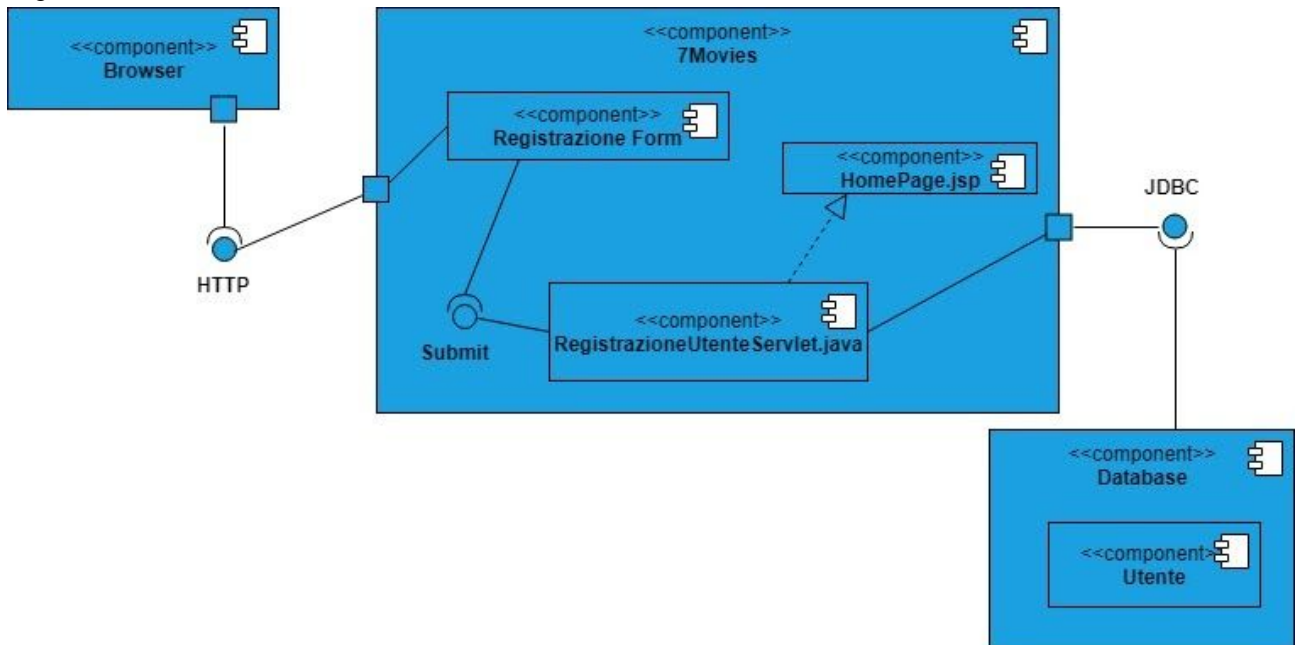 <<component>>
Browser
<<component>>
7Movies
<<component>>
Registrazione Form
<<component>>
HomePage.jsp
JDBC
HTTP
Submit
<<component>>
RegistrazioneUtenteServlet.java
<<component>>
Database
<<component>>
Utente